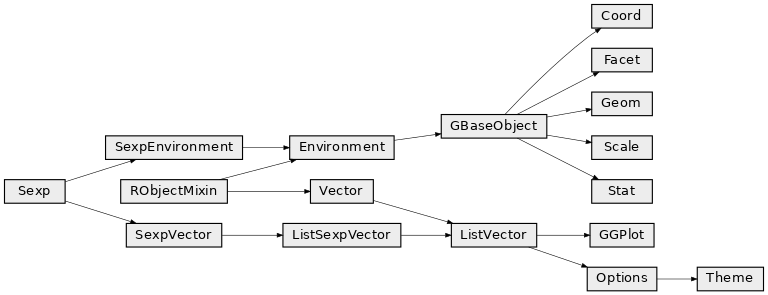 Coord
Facet
Geom
GBaseObject
SexpEnvironment
Environment
Scale
Sexp
RObjectMixin
Vector
Stat
SexpVector
ListSexpVector
ListVector
GGPlot
Options
Theme